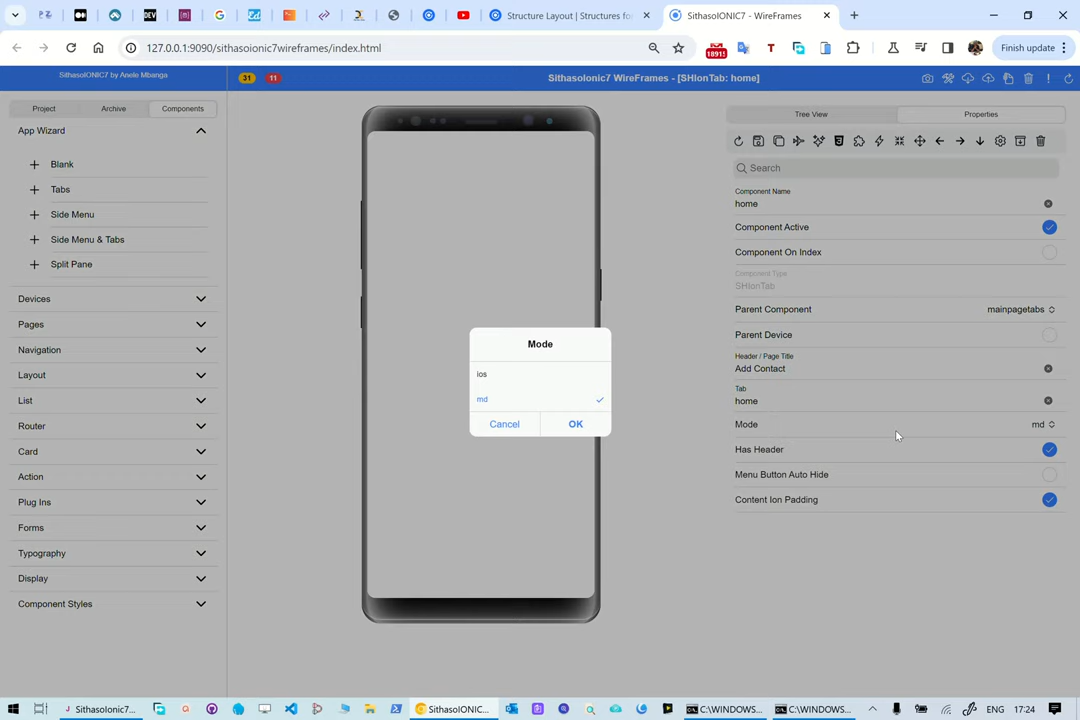 Structure Layout | Structures for
SithasoIONIC7 - WireFrames
127.0.0.1:9090/sithasoionic7wireframes/index.html
18915
Finish update
SithasoIONIC7 by Anele Mbanga
31
11
SithasoIonic7 WireFrames - [SHIonTab: home]
Project
Archive
Components
App Wizard
Blank
Tabs
Side Menu
Side Menu & Tabs
Split Pane
Devices
Pages
Navigation
Layout
List
Router
Card
Action
Plug Ins
Forms
Typography
Display
Component Styles
Mode
ios
md
Cancel
OK
Tree View
Properties
Search
Component Name
home
Component Active
Component On Index
Component Type
SHIonTab
Parent Component
mainpagetabs
Parent Device
Header / Page Title
Add Contact
Tab
home
Mode
md
Has Header
Menu Button Auto Hide
Content Ion Padding
SithasoIonic7...
SithasoIONIC...
C:\WINDOWS...
C:\WINDOWS...
ENG
17:24